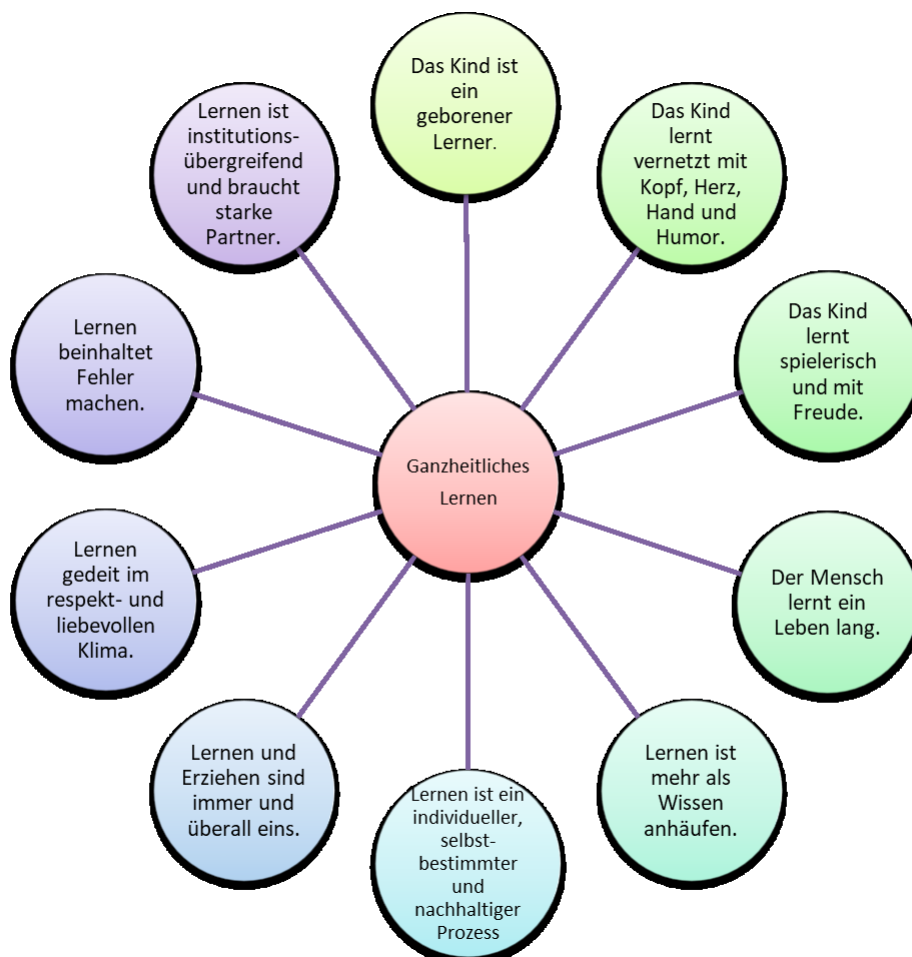 Das Kind ist
ein
geborener
Lerner.
Das Kind
lernt
vernetzt mit
Kopf, Herz,
Hand und
Humor.
Das Kind
lernt
spielerisch
und mit
Freude.
Der Mensch
lernt ein
Leben lang.
Lernen ist
mehr als
Wissen
anhäufen.
Lernen ist ein
individueller,
selbst-
bestimmter
und
nachhaltiger
Prozess
Lernen und
Erziehen sind
immer und
überall eins.
Lernen
gedeit im
respekt- und
liebevollen
Klima.
Lernen
beinhaltet
Fehler
machen.
Lernen ist
institutions-
übergreifend
und braucht
starke
Partner.
Ganzheitliches
Lernen